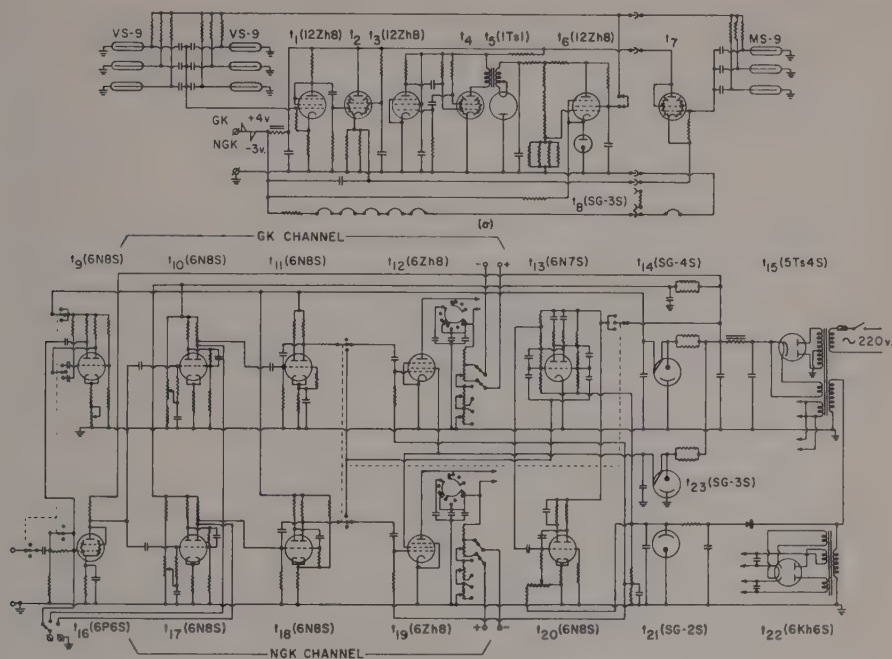 VS-9 VS-9 t1(12Zh8) t2 t3(12Zh8) t4 t5(1Ts1) t6(12Zh8) t7 MS-9
GK +4v
NGK -3v.
t8(SG-3S)
(a)
GK CHANNEL
t9(6N8S) t10(6N8S) t11(6N8S) t12(6Zh8) - + t13(6N7S) t14(SG-4S) t15(5Ts4S)
~220v.
t23(SG-3S)
t16(6P6S) t17(6N8S) t18(6N8S) t19(6Zh8) + - t20(6N8S) t21(SG-2S) t22(6Kh6S)
NGK CHANNEL